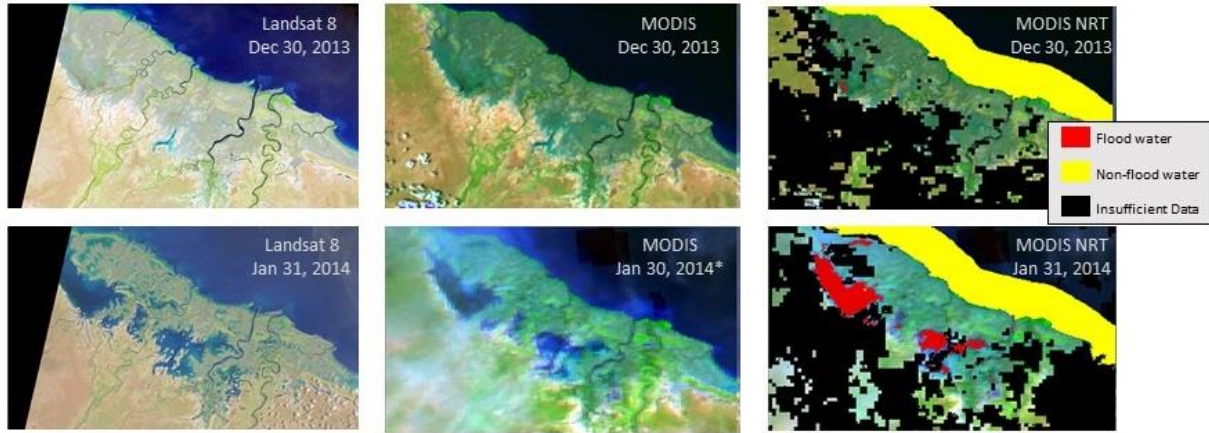 Landsat 8
Dec 30, 2013
MODIS
Dec 30, 2013
MODIS NRT
Dec 30, 2013
Flood water
Non-flood water
Insufficient Data
Landsat 8
Jan 31, 2014
MODIS
Jan 30, 2014*
MODIS NRT
Jan 31, 2014